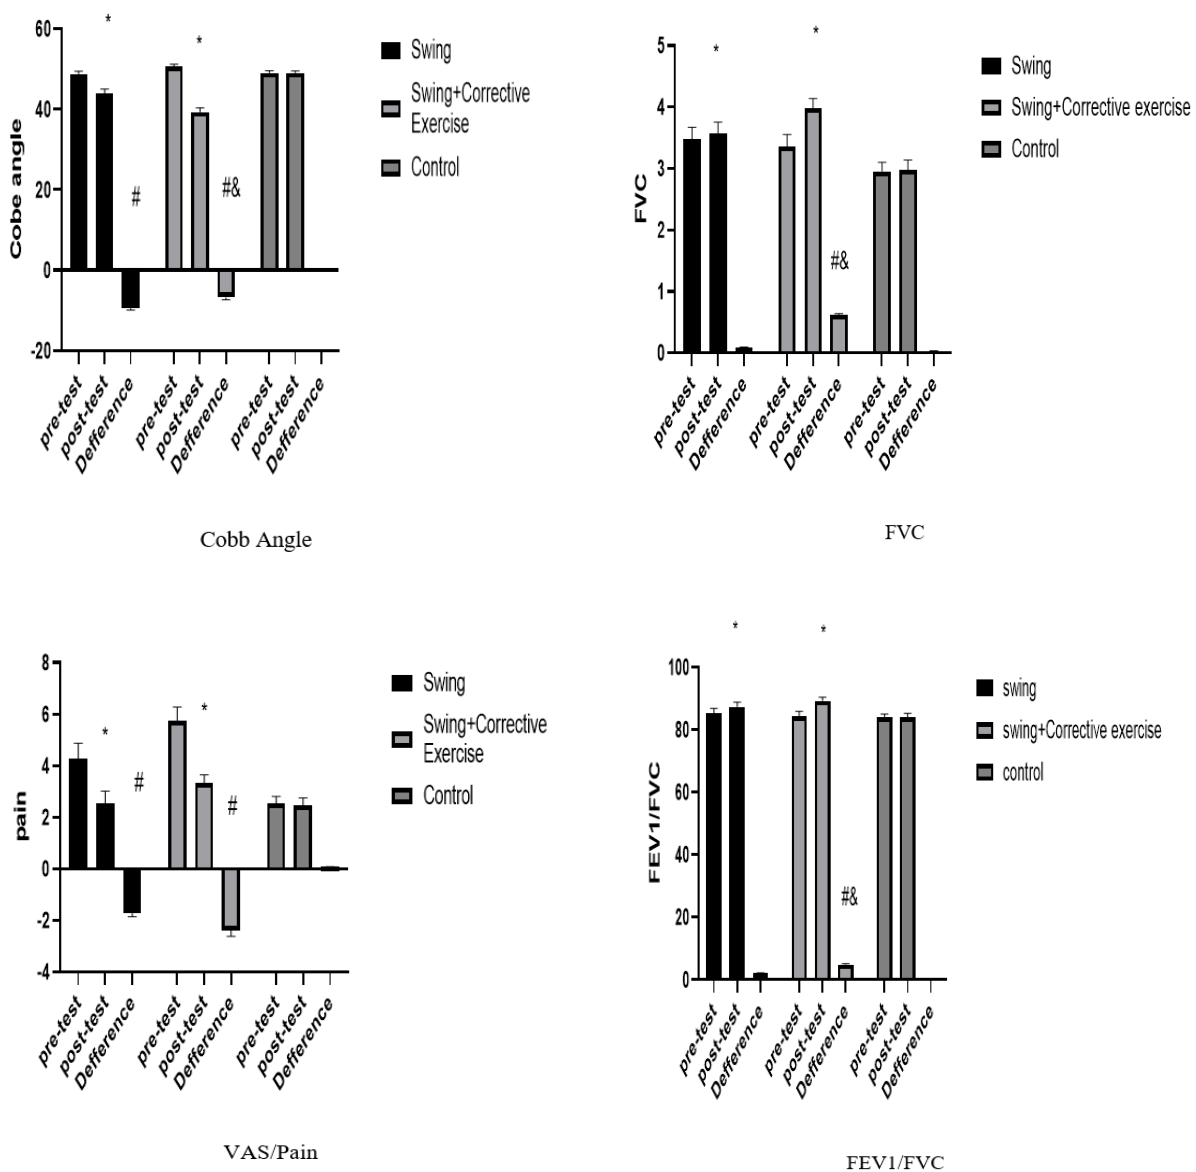 60
40
20
0
-20
Cobe angle
*
*
#
#&
Swing
Swing+Corrective
Exercise
Control
pre-test
post-test
Defference
pre-test
post-test
Defference
pre-test
post-test
Defference
Cobb Angle
5
4
3
2
1
0
FVC
*
*
#&
Swing
Swing+Corrective exercise
Control
pre-test
post-test
Defference
pre-test
post-test
Defference
pre-test
post-test
Defference
FVC
8
6
4
2
0
-2
-4
pain
*
*
#
#
Swing
Swing+Corrective
Exercise
Control
pre-test
post-test
Defference
pre-test
post-test
Defference
pre-test
post-test
Defference
VAS/Pain
100
80
60
40
20
0
FEV1/FVC
*
*
#&
swing
swing+Corrective exercise
control
pre-test
post-test
Defference
pre-test
post-test
Defference
pre-test
post-test
Defference
FEV1/FVC